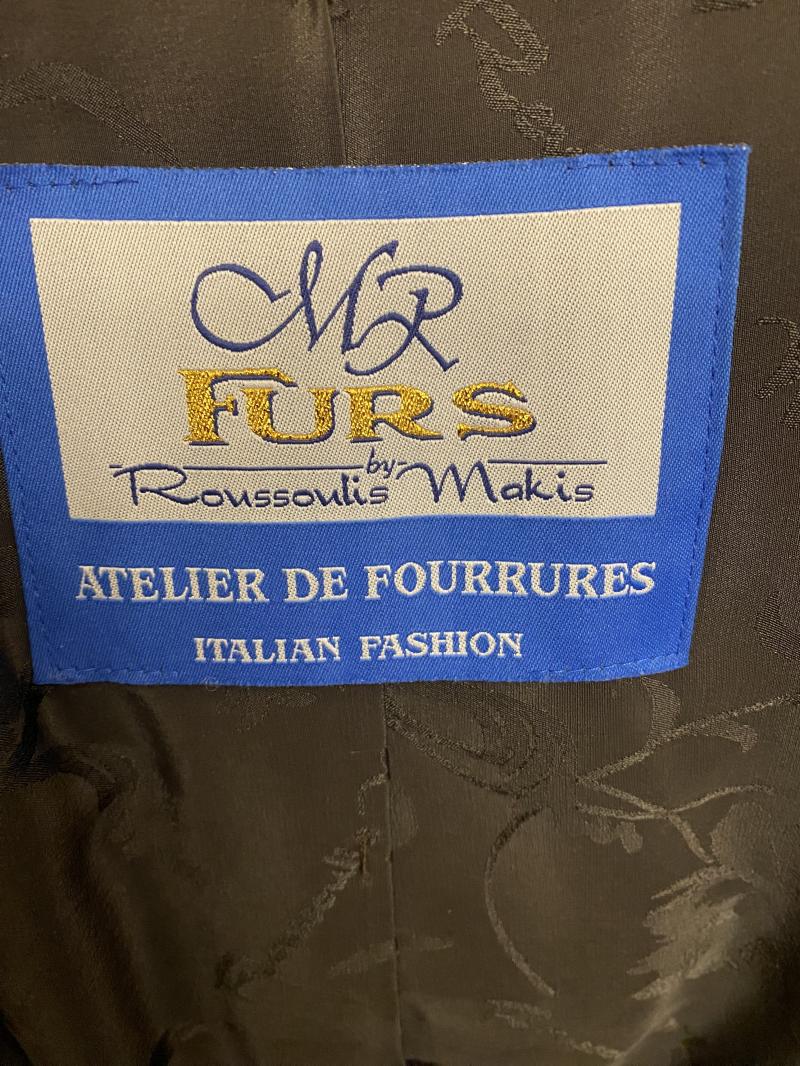 MR
FURS
by
Roussoulis Makis
ATELIER DE FOURRURES
ITALIAN FASHION